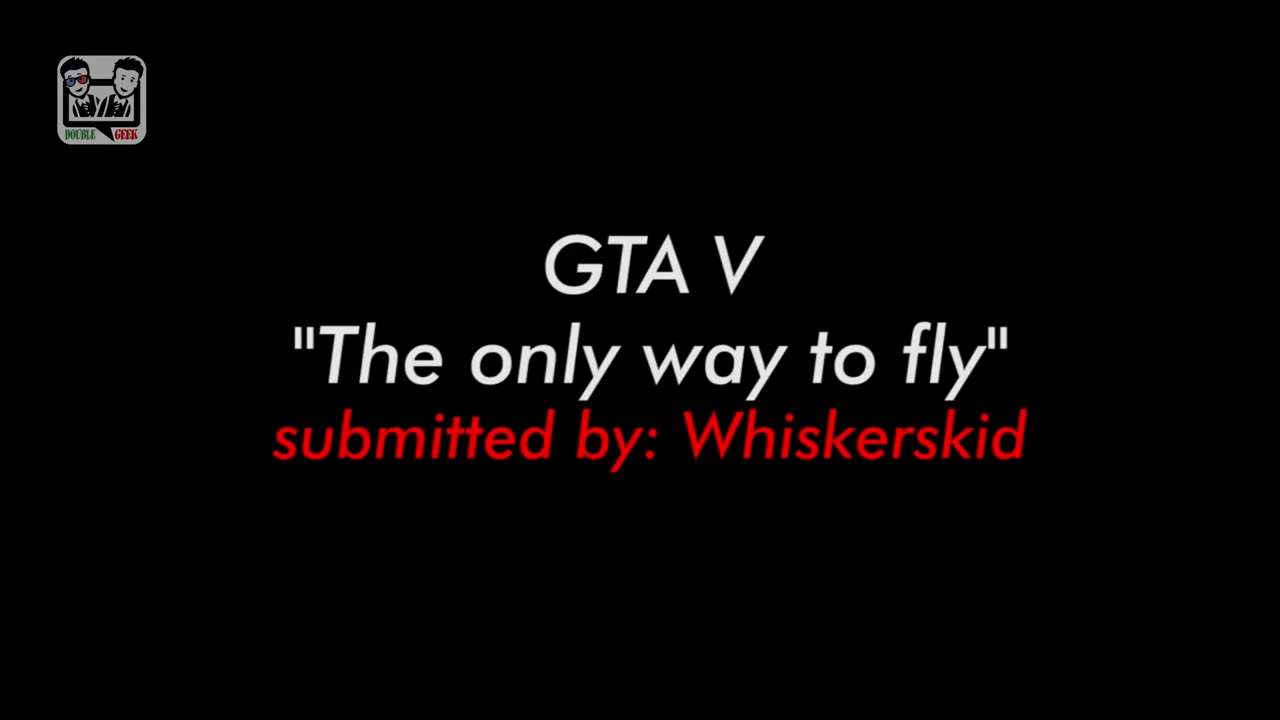 DOUBLE GEEK
GTA V
"The only way to fly"
submitted by: Whiskerskid